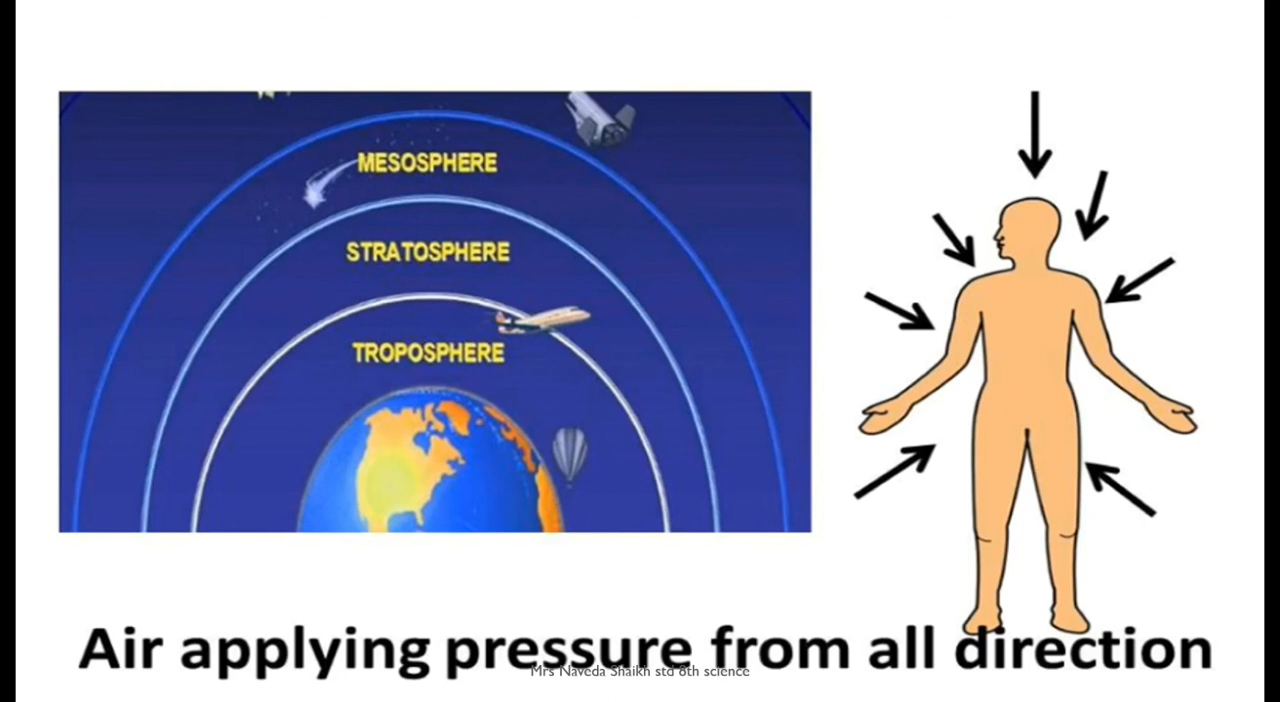 MESOSPHERE
STRATOSPHERE
TROPOSPHERE
Air applying pressure from all direction
Mrs Naveda Shaikh std 8th science